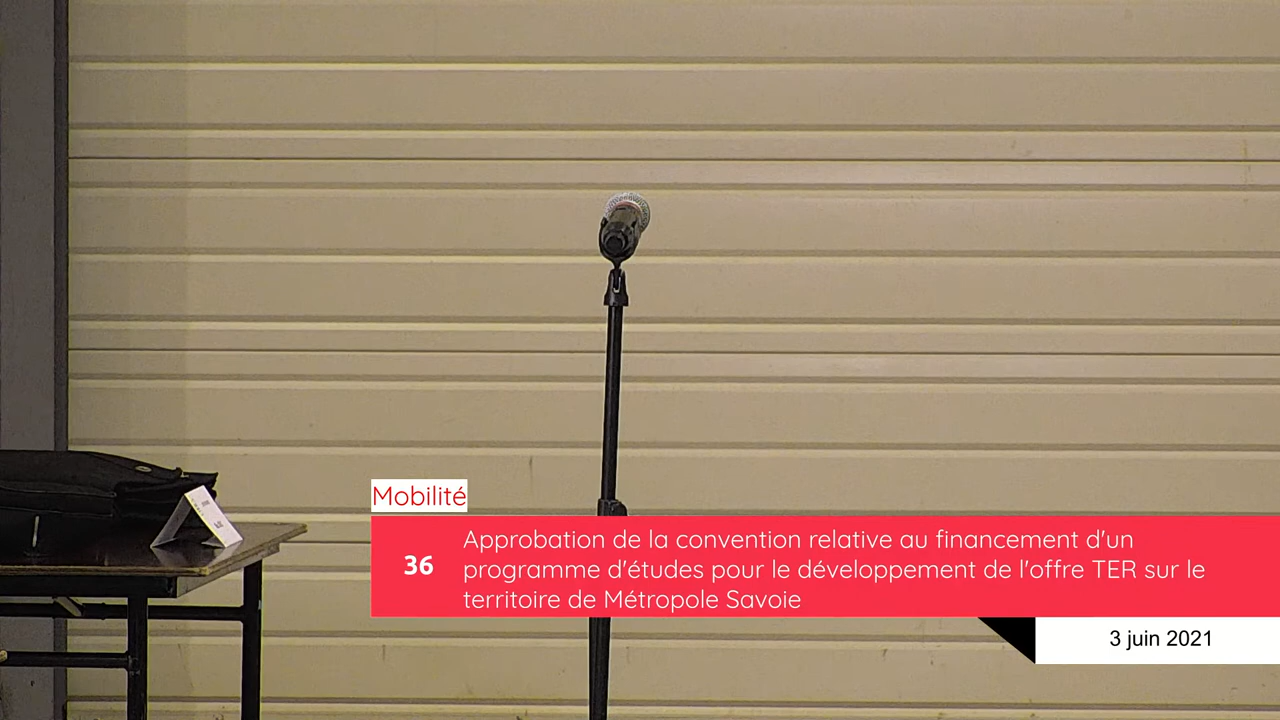 Mobilité
36
Approbation de la convention relative au financement d'un
programme d'études pour le développement de l'offre TER sur le
territoire de Métropole Savoie
3 juin 2021